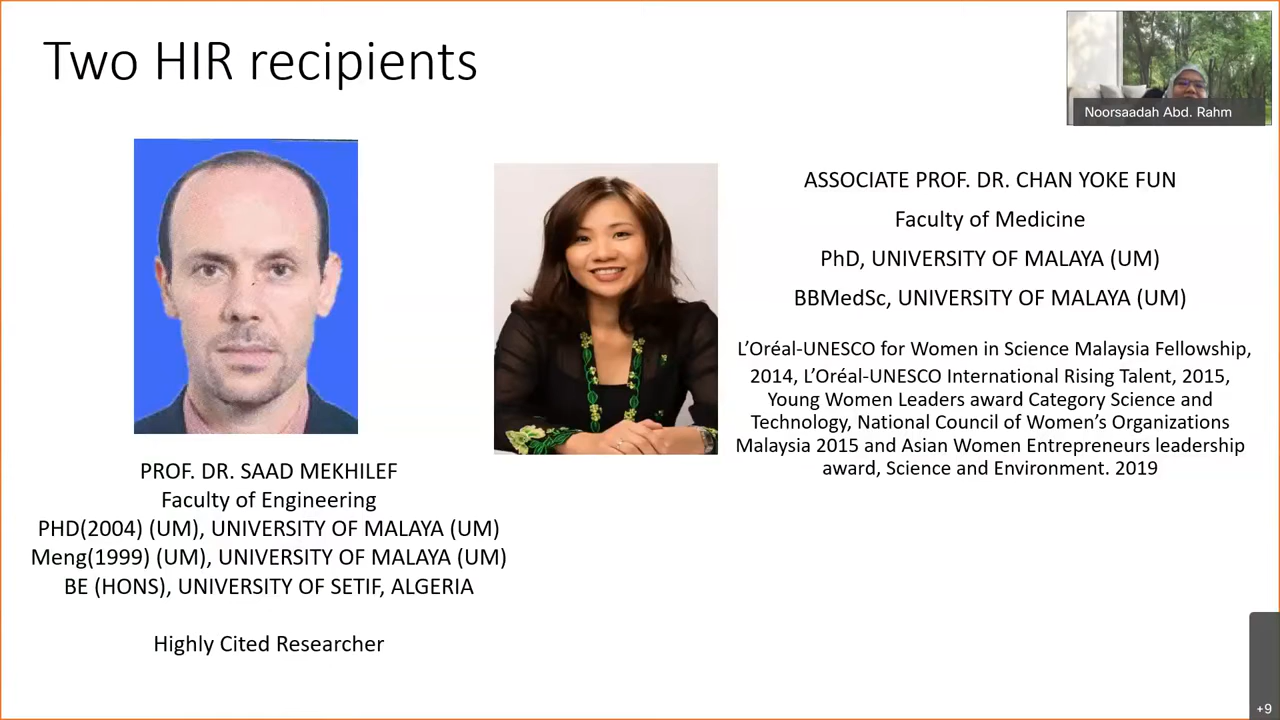 Two HIR recipients
Noorsaadah Abd. Rahm
PROF. DR. SAAD MEKHILEF
Faculty of Engineering
PHD(2004) (UM), UNIVERSITY OF MALAYA (UM)
Meng(1999) (UM), UNIVERSITY OF MALAYA (UM)
BE (HONS), UNIVERSITY OF SETIF, ALGERIA
Highly Cited Researcher
ASSOCIATE PROF. DR. CHAN YOKE FUN
Faculty of Medicine
PhD, UNIVERSITY OF MALAYA (UM)
BBMedSc, UNIVERSITY OF MALAYA (UM)
L’Oréal-UNESCO for Women in Science Malaysia Fellowship,
2014, L’Oréal-UNESCO International Rising Talent, 2015,
Young Women Leaders award Category Science and
Technology, National Council of Women’s Organizations
Malaysia 2015 and Asian Women Entrepreneurs leadership
award, Science and Environment. 2019
+9